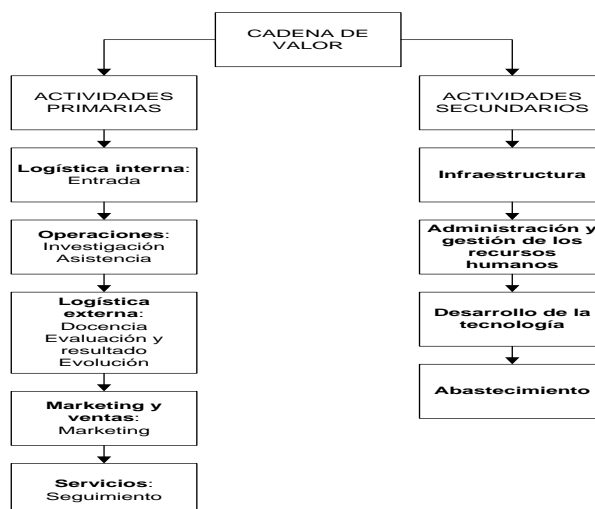 CADENA DE
VALOR
ACTIVIDADES
PRIMARIAS
Logística interna:
Entrada
Operaciones:
Investigación
Asistencia
Logística
externa:
Docencia
Evaluación y
resultado
Evolución
Marketing y
ventas:
Marketing
Servicios:
Seguimiento
ACTIVIDADES
SECUNDARIOS
Infraestructura
Administración y
gestión de los
recursos
humanos
Desarrollo de la
tecnología
Abastecimiento